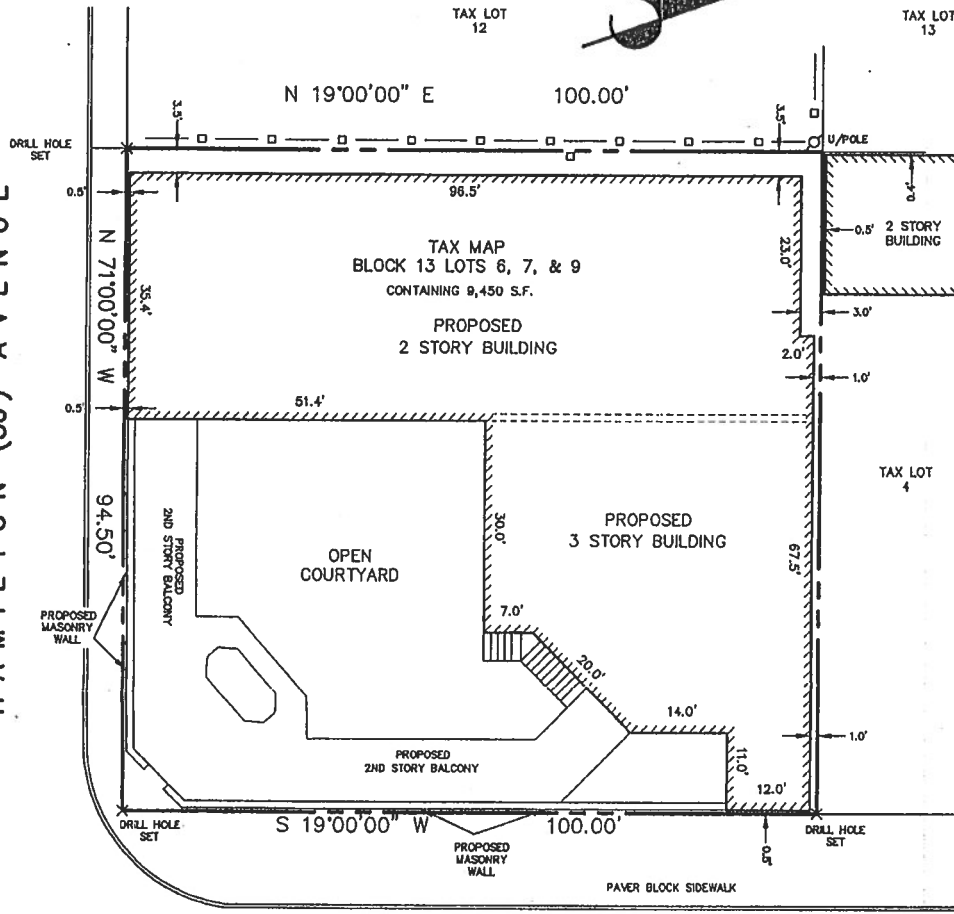 TAX LOT
12
TAX LOT
13
N 19°00'00" E
100.00'
3.5'
3.5'
DRILL HOLE
SET
U/POLE
0.5'
96.5'
0.4'
0.5'
2 STORY
BUILDING
N 71°00'00" W
94.50'
35.4'
TAX MAP
BLOCK 13 LOTS 6, 7, & 9
CONTAINING 9,450 S.F.
PROPOSED
2 STORY BUILDING
23.0'
3.0'
2.0'
1.0'
0.5'
51.4'
TAX LOT
4
PROPOSED
2ND STORY BALCONY
OPEN
COURTYARD
30.0'
PROPOSED
3 STORY BUILDING
67.5'
PROPOSED
MASONRY
WALL
7.0'
20.0'
14.0'
1.0'
PROPOSED
2ND STORY BALCONY
11.0'
12.0'
DRILL HOLE
SET
S 19°00'00" W
100.00'
DRILL HOLE
SET
PROPOSED
MASONRY
WALL
0.5'
PAVER BLOCK SIDEWALK
AVENUE